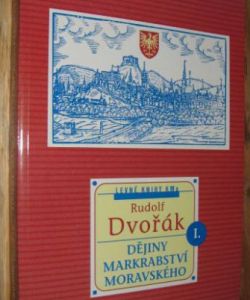 LEVNÉ KNIHY KMa
Rudolf
Dvořák
I.
DĚJINY
MARKRABSTVÍ
MORAVSKÉHO